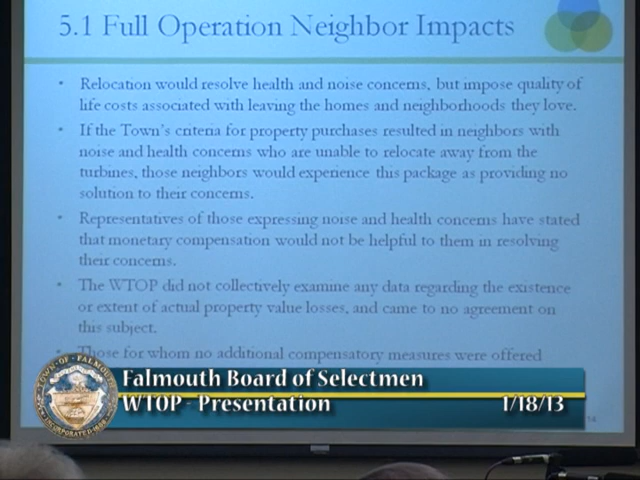 5.1 Full Operation Neighbor Impacts
• Relocation would resolve health and noise concerns, but impose quality of
life costs associated with leaving the homes and neighborhoods they love.
• If the Town's criteria for property purchases resulted in neighbors with
noise and health concerns who are unable to relocate away from the
turbines, those neighbors would experience this package as providing no
solution to their concerns.
• Representatives of those expressing noise and health concerns have stated
that monetary compensation would not be helpful to them in resolving
their concerns.
• The WTOP did not collectively examine any data regarding the existence
or extent of actual property value losses, and came to no agreement on
this subject.
• Those for whom no additional compensatory measures were offered
TOWN OF FALMOUTH
INCORPORATED
Falmouth Board of Selectmen
WTOP - Presentation 1/18/13